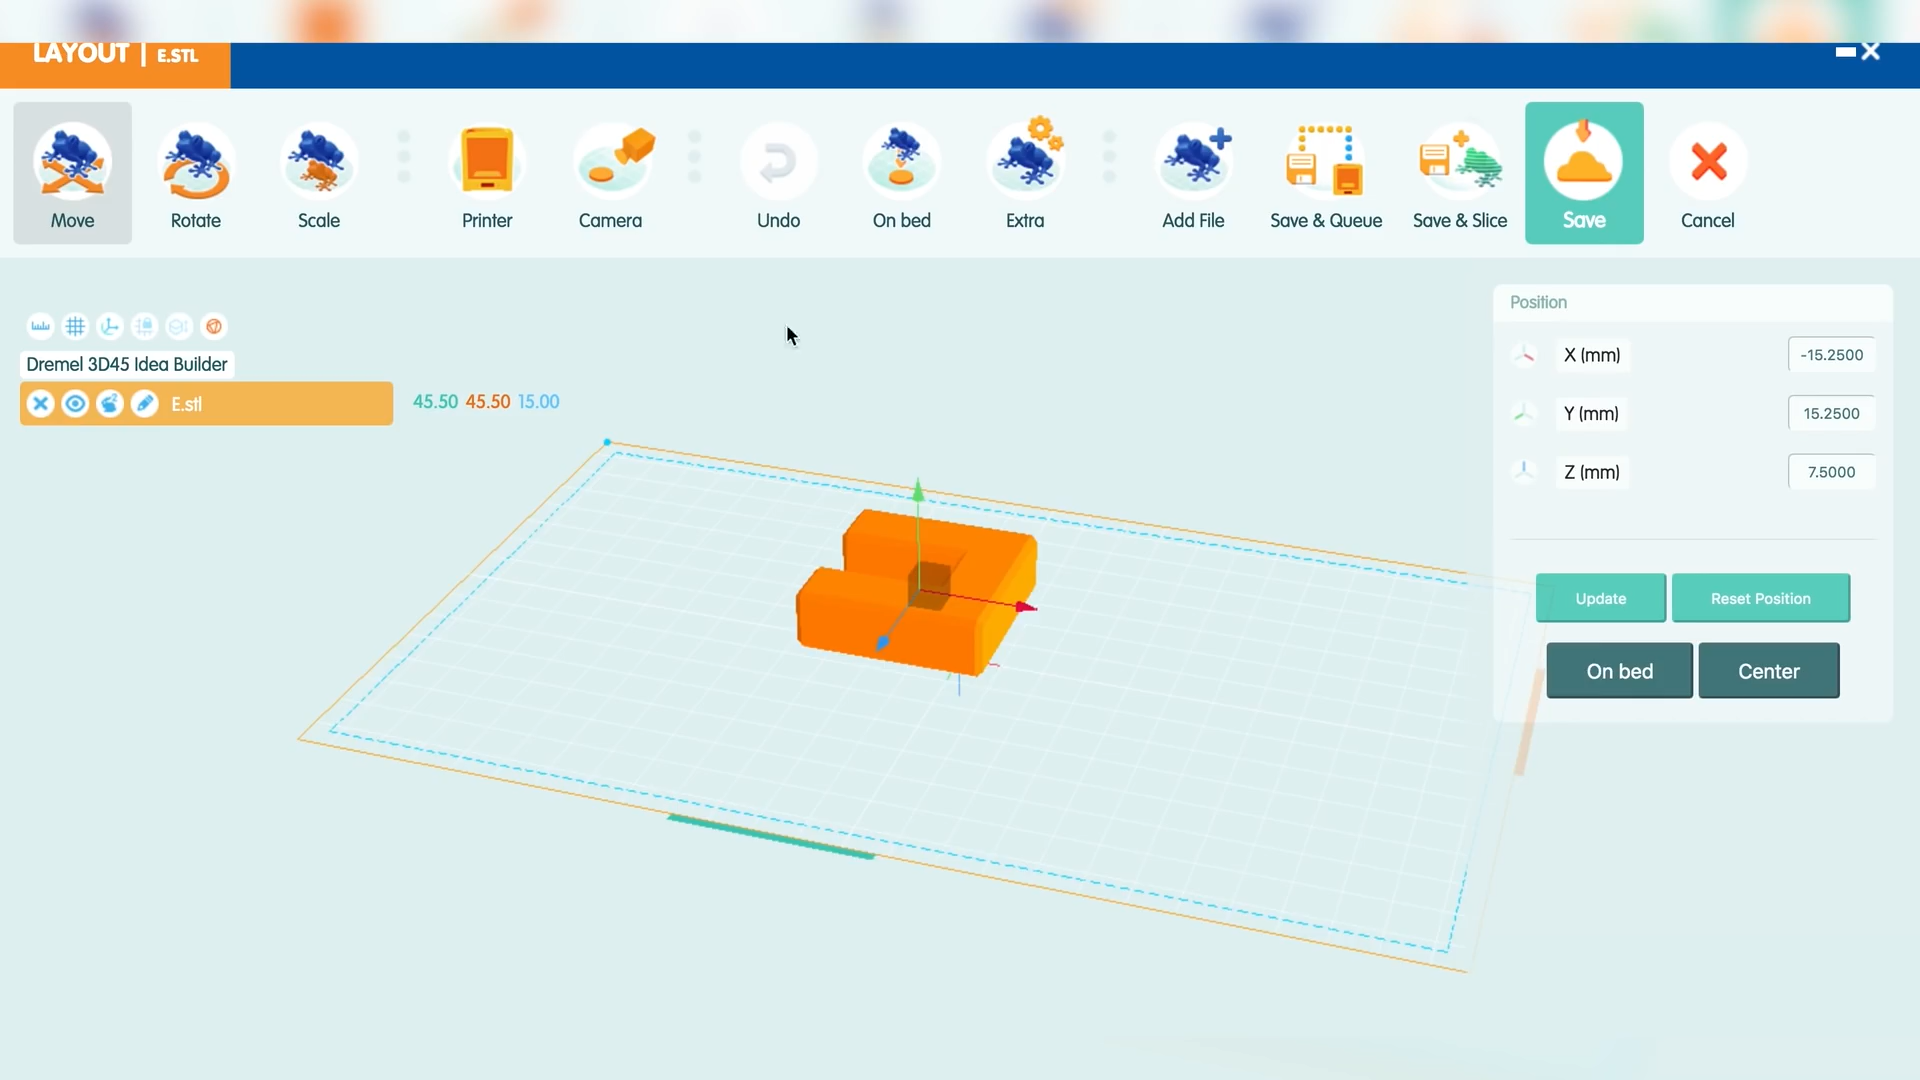 LAYOUT | E.STL
Move
Rotate
Scale
Printer
Camera
Undo
On bed
Extra
Add File
Save & Queue
Save & Slice
Save
Cancel
Dremel 3D45 Idea Builder
E.stl
45.50 45.50 15.00
Position
X (mm) -15.2500
Y (mm) 15.2500
Z (mm) 7.5000
Update Reset Position
On bed Center